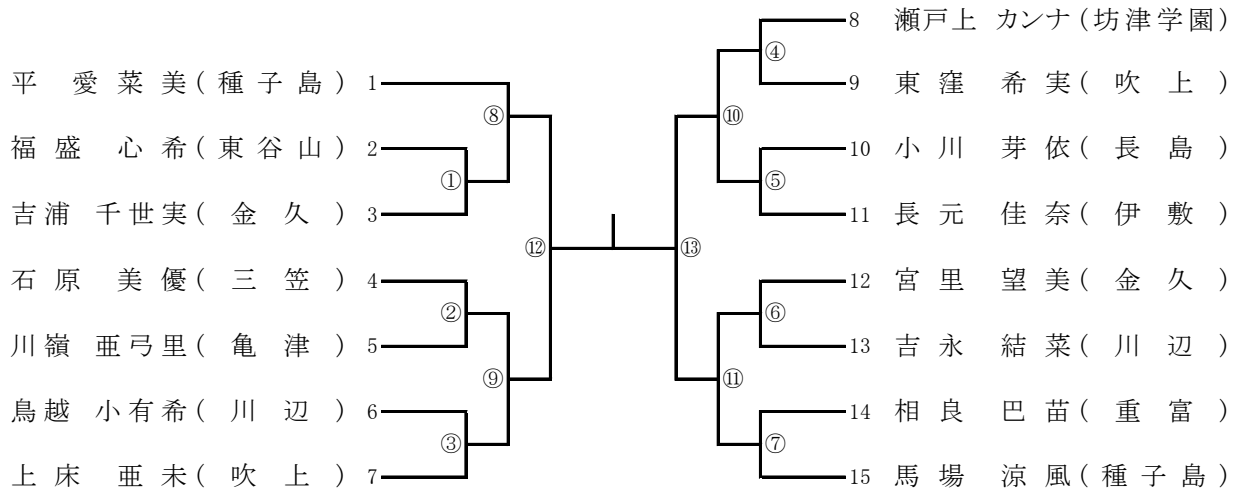 平 愛菜美(種子島) 1
福盛 心希(東谷山) 2
吉浦 千世実(金久) 3
石原 美優(三笠) 4
川嶺 亜弓里(亀津) 5
鳥越 小有希(川辺) 6
上床 亜未(吹上) 7
⑧
①
⑫
②
⑨
③
8 瀬戸上 カンナ(坊津学園)
9 東窪 希実(吹上)
10 小川 芽依(長島)
11 長元 佳奈(伊敷)
12 宮里 望美(金久)
13 吉永 結菜(川辺)
14 相良 巴苗(重富)
15 馬場 涼風(種子島)
④
⑩
⑤
⑬
⑥
⑪
⑦